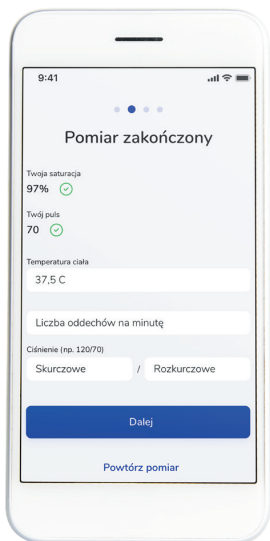 9:41
Pomiar zakończony
Twoja saturacja
97%
Twój puls
70
Temperatura ciała
37,5 C
Liczba oddechów na minutę
Ciśnienie (np. 120/70)
Skurczowe / Rozkurczowe
Dalej
Powtórz pomiar